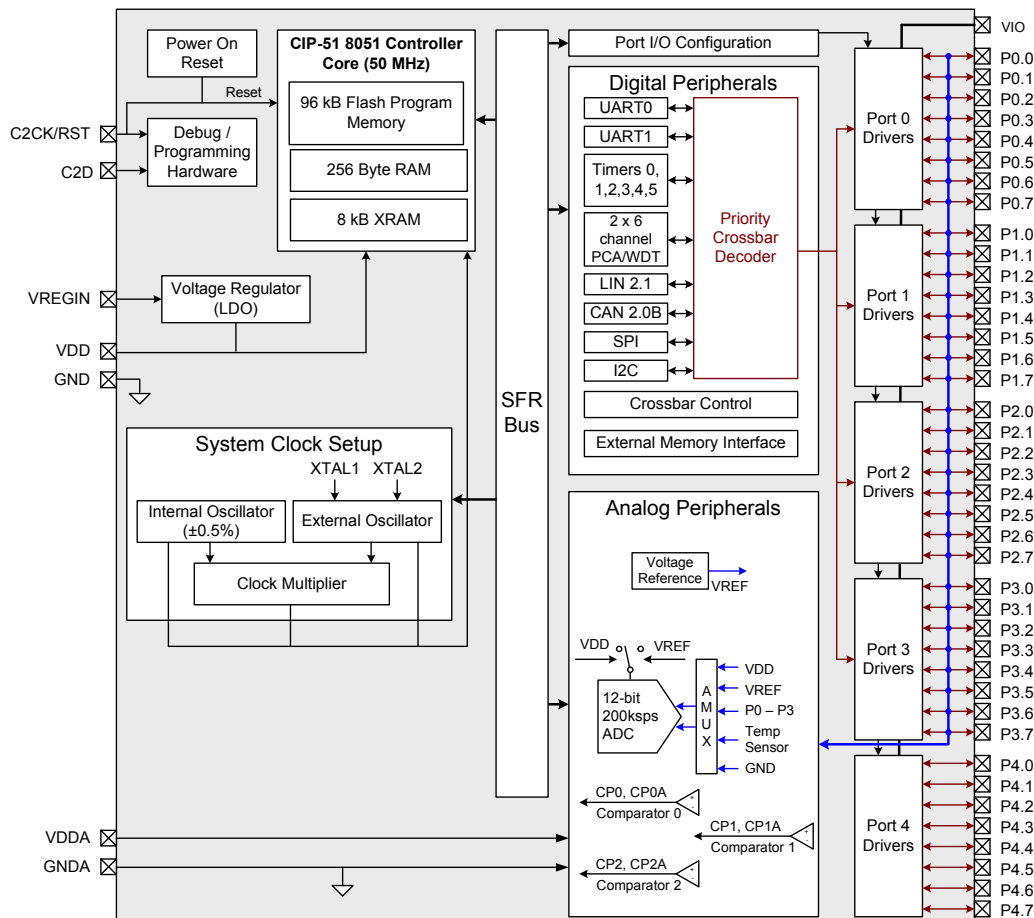 Power On
Reset
Reset
C2CK/RST
Debug /
Programming
Hardware
C2D
CIP-51 8051 Controller
Core (50 MHz)
96 kB Flash Program
Memory
256 Byte RAM
8 kB XRAM
VREGIN
Voltage Regulator
(LDO)
VDD
GND
System Clock Setup
XTAL1
XTAL2
Internal Oscillator
(±0.5%)
External Oscillator
Clock Multiplier
VDDA
GNDA
SFR
Bus
Port I/O Configuration
Digital Peripherals
UART0
UART1
Timers 0,
1,2,3,4,5
2 x 6
channel
PCA/WDT
LIN 2.1
CAN 2.0B
SPI
I2C
Priority
Crossbar
Decoder
Crossbar Control
External Memory Interface
Analog Peripherals
Voltage
Reference
VREF
VDD
VREF
12-bit
200ksps
ADC
A
M
U
X
VDD
VREF
P0 – P3
Temp
Sensor
GND
CP0, CP0A
+
-
Comparator 0
CP1, CP1A
+
-
Comparator 1
CP2, CP2A
+
-
Comparator 2
Port 0
Drivers
Port 1
Drivers
Port 2
Drivers
Port 3
Drivers
Port 4
Drivers
VIO
P0.0
P0.1
P0.2
P0.3
P0.4
P0.5
P0.6
P0.7
P1.0
P1.1
P1.2
P1.3
P1.4
P1.5
P1.6
P1.7
P2.0
P2.1
P2.2
P2.3
P2.4
P2.5
P2.6
P2.7
P3.0
P3.1
P3.2
P3.3
P3.4
P3.5
P3.6
P3.7
P4.0
P4.1
P4.2
P4.3
P4.4
P4.5
P4.6
P4.7